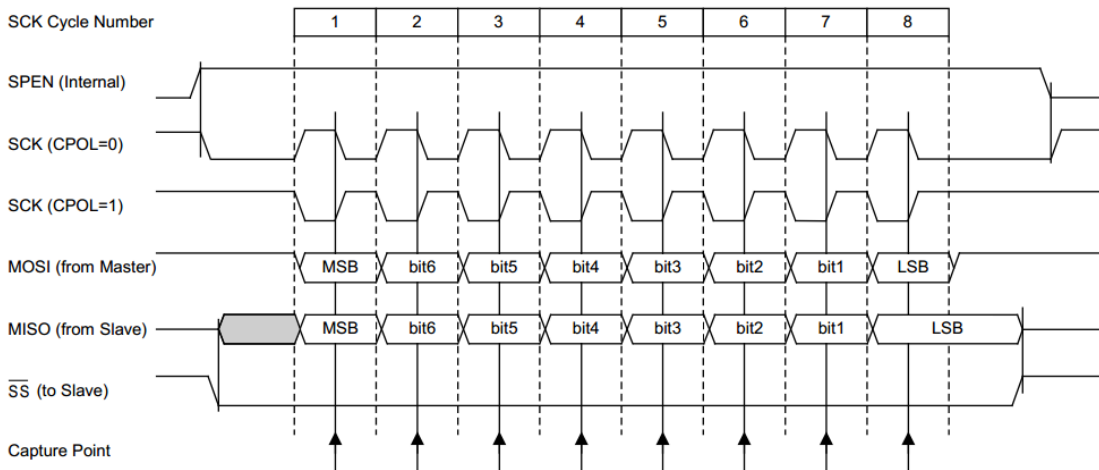 SCK Cycle Number 1 2 3 4 5 6 7 8
SPEN (Internal)
SCK (CPOL=0)
SCK (CPOL=1)
MOSI (from Master) MSB bit6 bit5 bit4 bit3 bit2 bit1 LSB
MISO (from Slave) MSB bit6 bit5 bit4 bit3 bit2 bit1 LSB
S̅S̅ (to Slave)
Capture Point